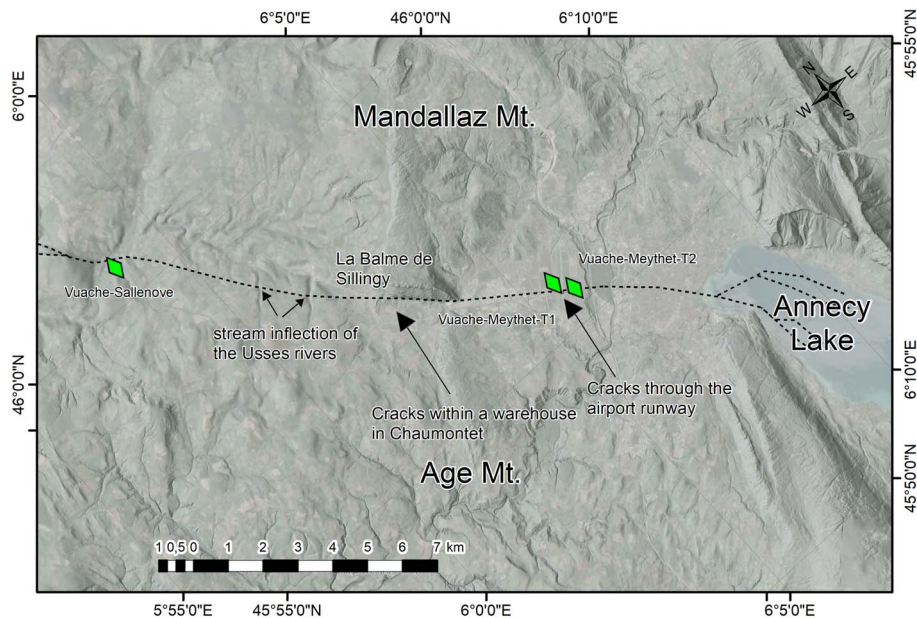 6°5'0"E 46°0'0"N 6°10'0"E
45°55'0"N
6°0'0"E
N E
W S
Mandallaz Mt.
La Balme de
Sillingy
Vuache-Meythet-T2
Vuache-Sallenove
Vuache-Meythet-T1
Annecy
Lake
stream inflection of
the Usses rivers
Cracks through the
airport runway
Cracks within a warehouse
in Chaumontet
46°0'0"N
6°10'0"E
Age Mt.
45°50'0"N
1 0,5 0 1 2 3 4 5 6 7 km
5°55'0"E 45°55'0"N 6°0'0"E 6°5'0"E